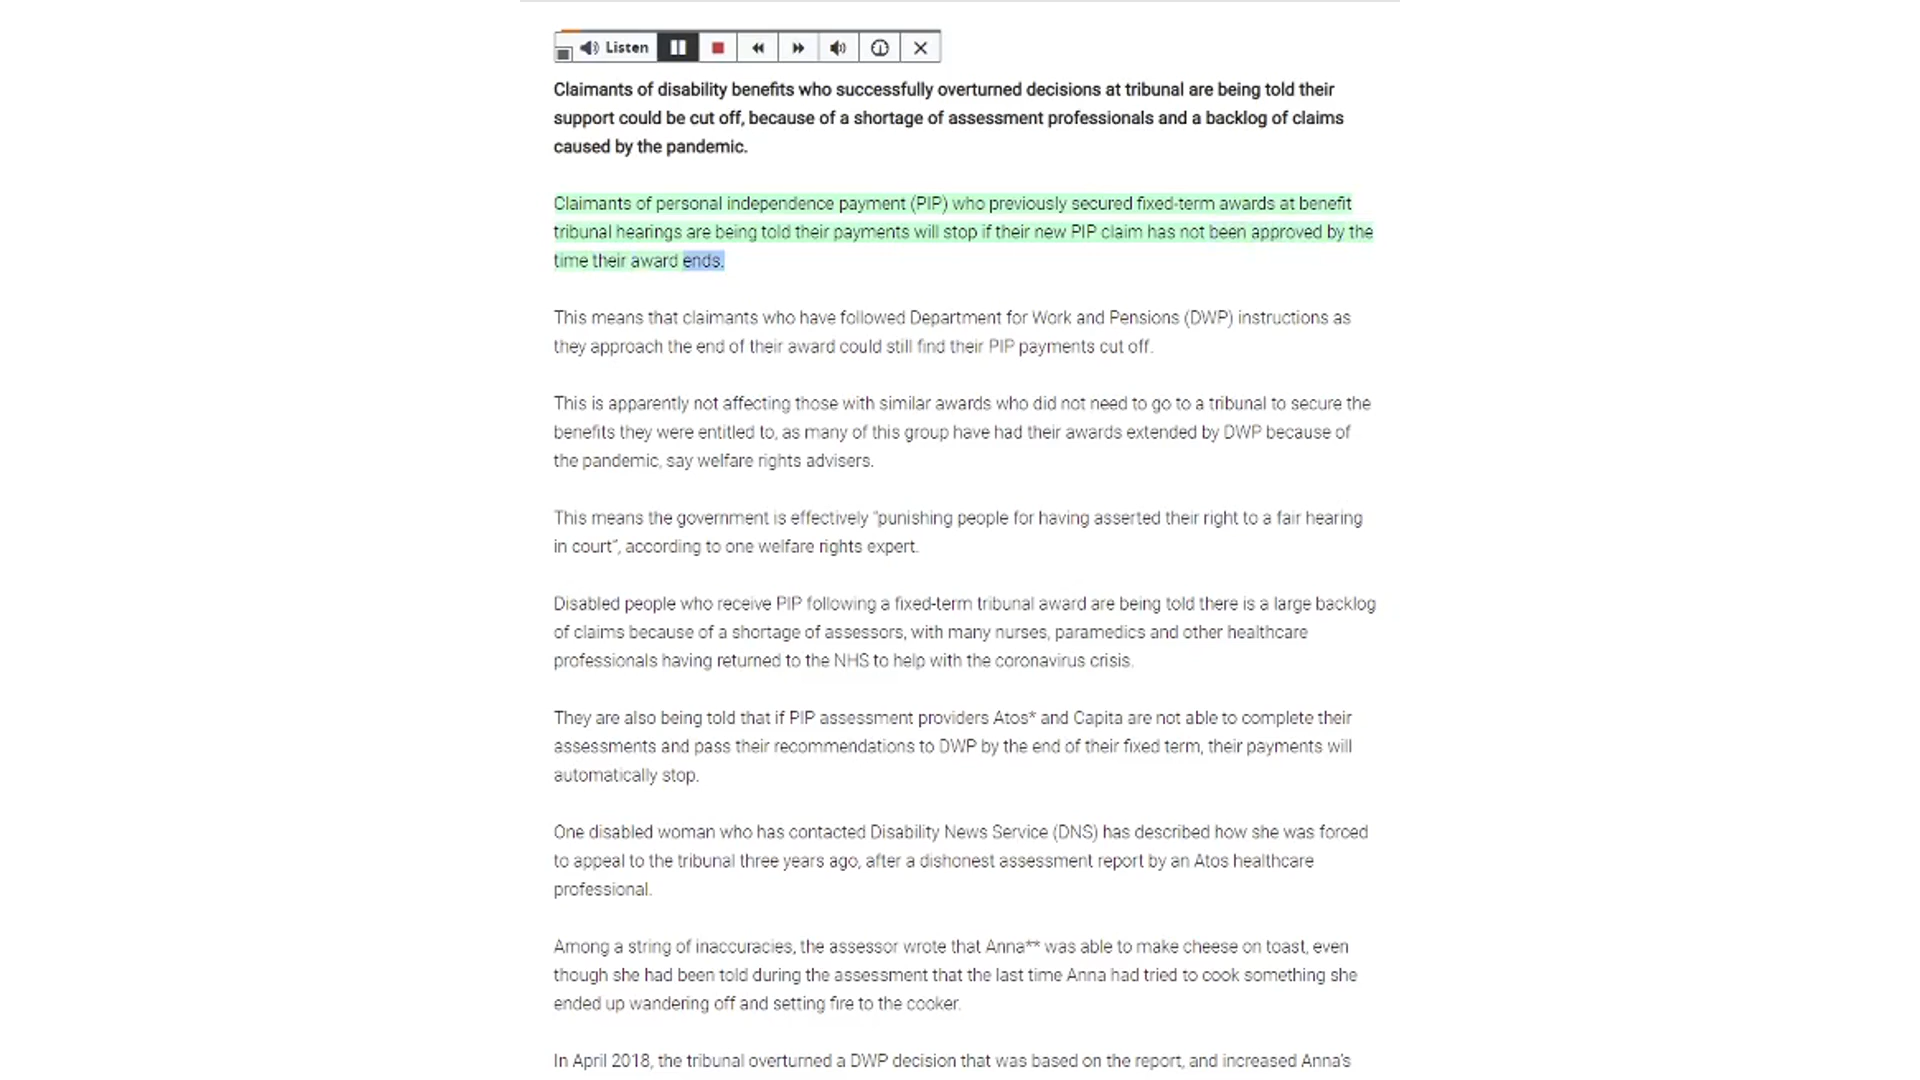 Listen
Claimants of disability benefits who successfully overturned decisions at tribunal are being told their
support could be cut off, because of a shortage of assessment professionals and a backlog of claims
caused by the pandemic.
Claimants of personal independence payment (PIP) who previously secured fixed-term awards at benefit
tribunal hearings are being told their payments will stop if their new PIP claim has not been approved by the
time their award ends.
This means that claimants who have followed Department for Work and Pensions (DWP) instructions as
they approach the end of their award could still find their PIP payments cut off.
This is apparently not affecting those with similar awards who did not need to go to a tribunal to secure the
benefits they were entitled to, as many of this group have had their awards extended by DWP because of
the pandemic, say welfare rights advisers.
This means the government is effectively “punishing people for having asserted their right to a fair hearing
in court”, according to one welfare rights expert.
Disabled people who receive PIP following a fixed-term tribunal award are being told there is a large backlog
of claims because of a shortage of assessors, with many nurses, paramedics and other healthcare
professionals having returned to the NHS to help with the coronavirus crisis.
They are also being told that if PIP assessment providers Atos* and Capita are not able to complete their
assessments and pass their recommendations to DWP by the end of their fixed term, their payments will
automatically stop.
One disabled woman who has contacted Disability News Service (DNS) has described how she was forced
to appeal to the tribunal three years ago, after a dishonest assessment report by an Atos healthcare
professional.
Among a string of inaccuracies, the assessor wrote that Anna** was able to make cheese on toast, even
though she had been told during the assessment that the last time Anna had tried to cook something she
ended up wandering off and setting fire to the cooker.
In April 2018, the tribunal overturned a DWP decision that was based on the report, and increased Anna’s